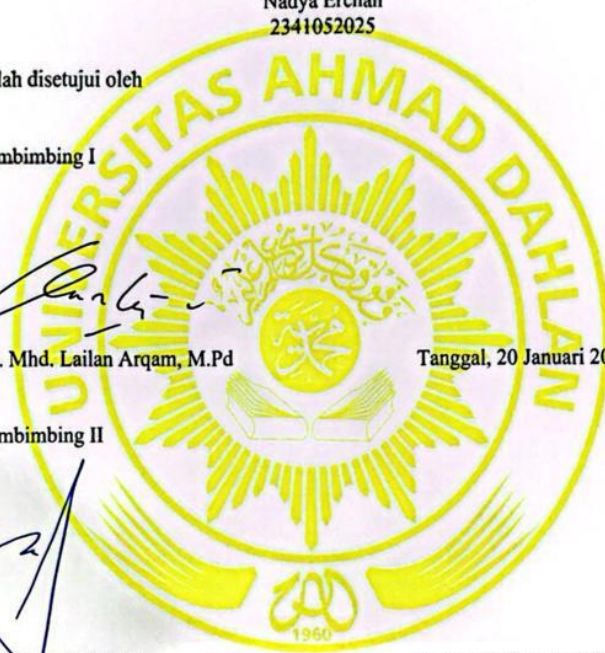 Nadya Erchan
2341052025
lah disetujui oleh
mbimbing I
. Mhd. Lailan Arqam, M.Pd
Tanggal, 20 Januari 20
mbimbing II
UNIVERSITAS AHMAD DAHLAN
محمدية
1960